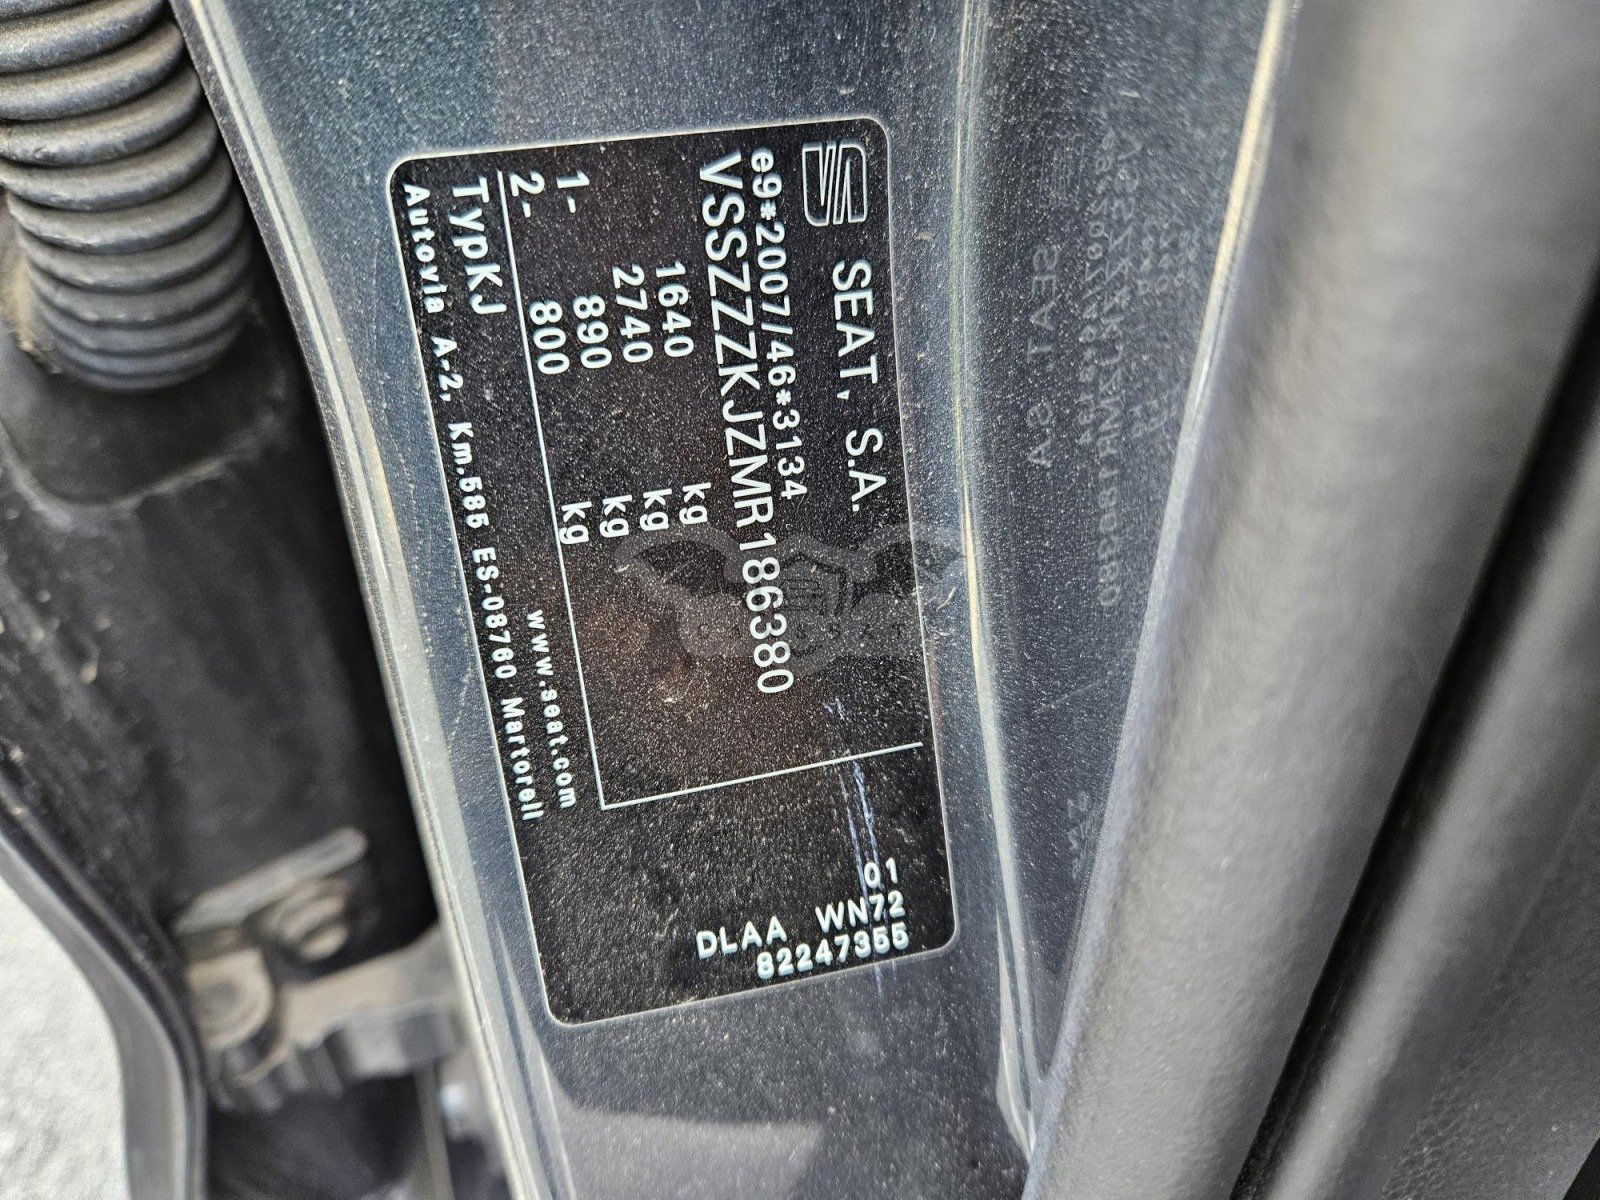 SEAT, S.A.
e9*2007/46*3134
VSSZZZKJZMR186380
1640 kg
2740 kg
1- 890 kg
2- 800 kg
TypKJ www.seat.com
Autovia A-2, Km.585 ES-08760 Martorell
01
WN72
DLAA 82247355
CARSSAT